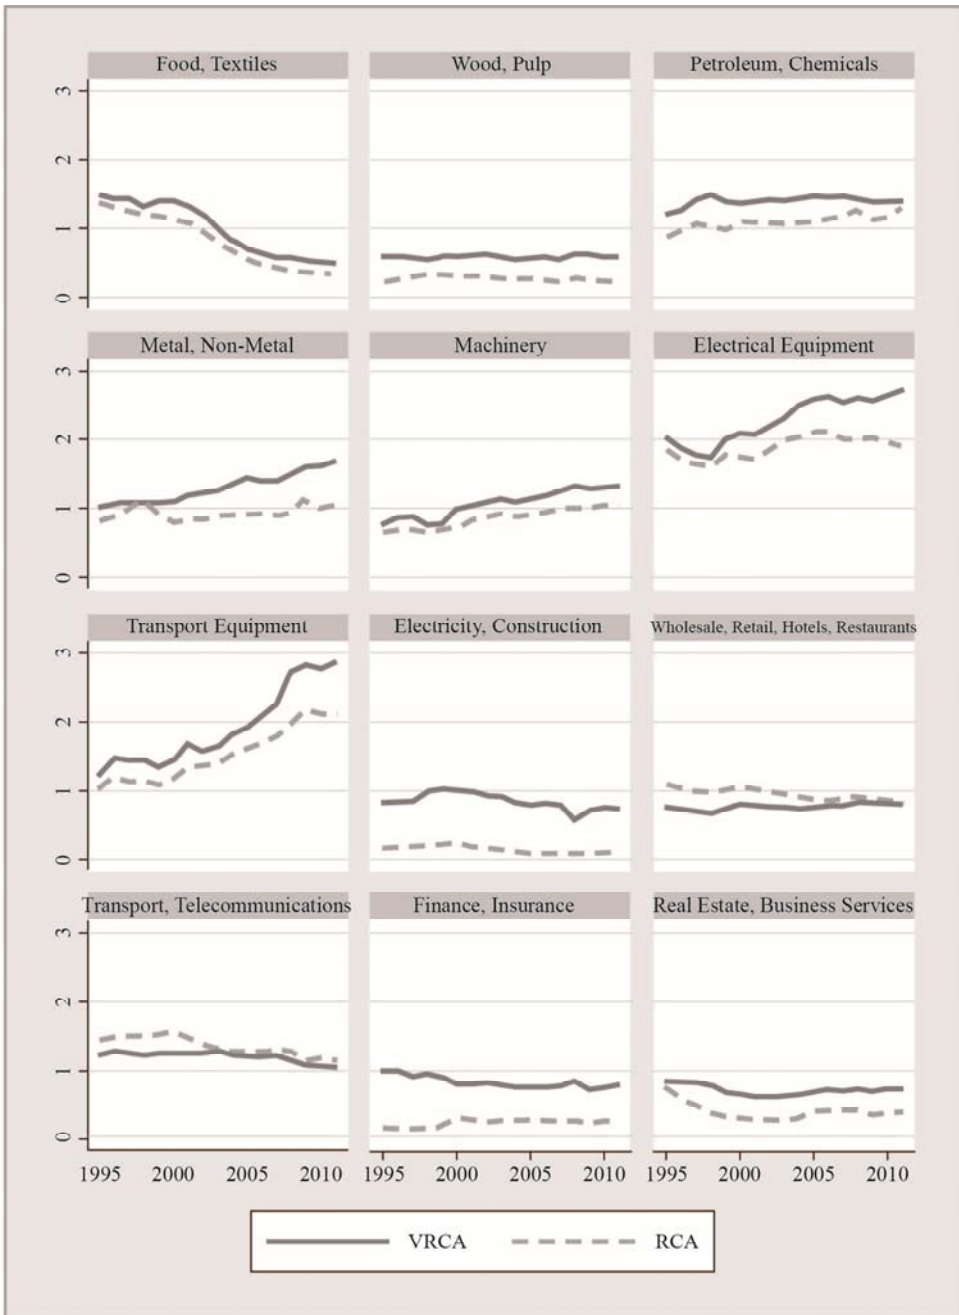 Food, Textiles Wood, Pulp Petroleum, Chemicals
3
2
1
0
Metal, Non-Metal Machinery Electrical Equipment
3
2
1
0
Transport Equipment Electricity, Construction Wholesale, Retail, Hotels, Restaurants
3
2
1
0
Transport, Telecommunications Finance, Insurance Real Estate, Business Services
3
2
1
0
1995 2000 2005 2010 1995 2000 2005 2010 1995 2000 2005 2010
VRCA RCA